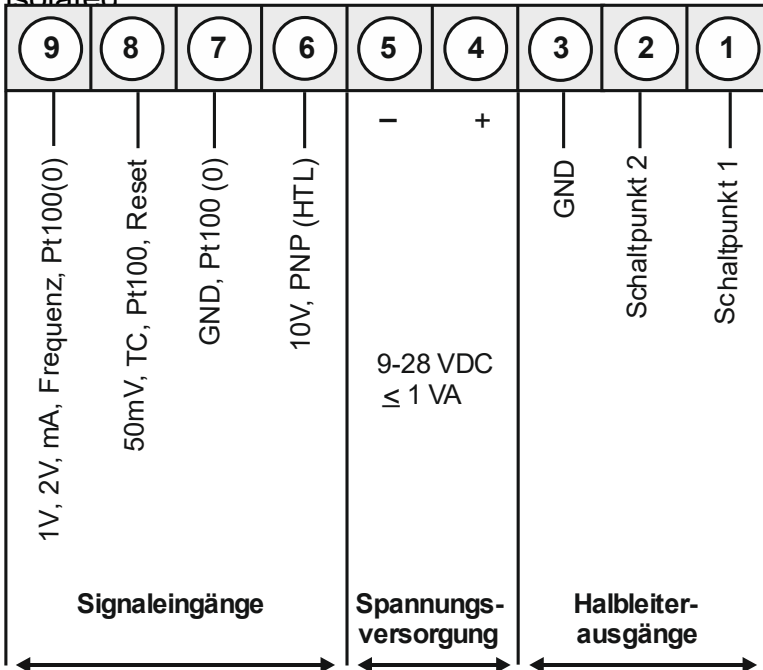 isolated
9 8 7 6 5 4 3 2 1
− +
1V, 2V, mA, Frequenz, Pt100(0)
50mV, TC, Pt100, Reset
GND, Pt100 (0)
10V, PNP (HTL)
9-28 VDC
≤ 1 VA
GND
Schaltpunkt 2
Schaltpunkt 1
Signaleingänge
Spannungs-
versorgung
Halbleiter-
ausgänge